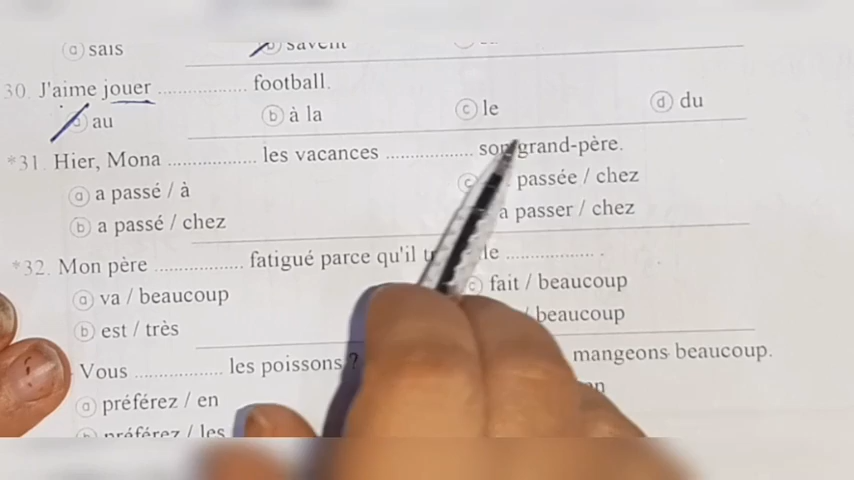 ⓐ sais savent
30. J'aime jouer .................. football.
au ⓑ à la ⓒ le ⓓ du
*31. Hier, Mona .................. les vacances .................. son grand-père.
ⓐ a passé / à passée / chez
ⓑ a passé / chez a passer / chez
*32. Mon père .................. fatigué parce qu'il le .................. .
ⓐ va / beaucoup ⓒ fait / beaucoup
ⓑ est / très / beaucoup
Vous .................. les poissons ? mangeons beaucoup.
ⓐ préférez / en
ⓑ préférez / les